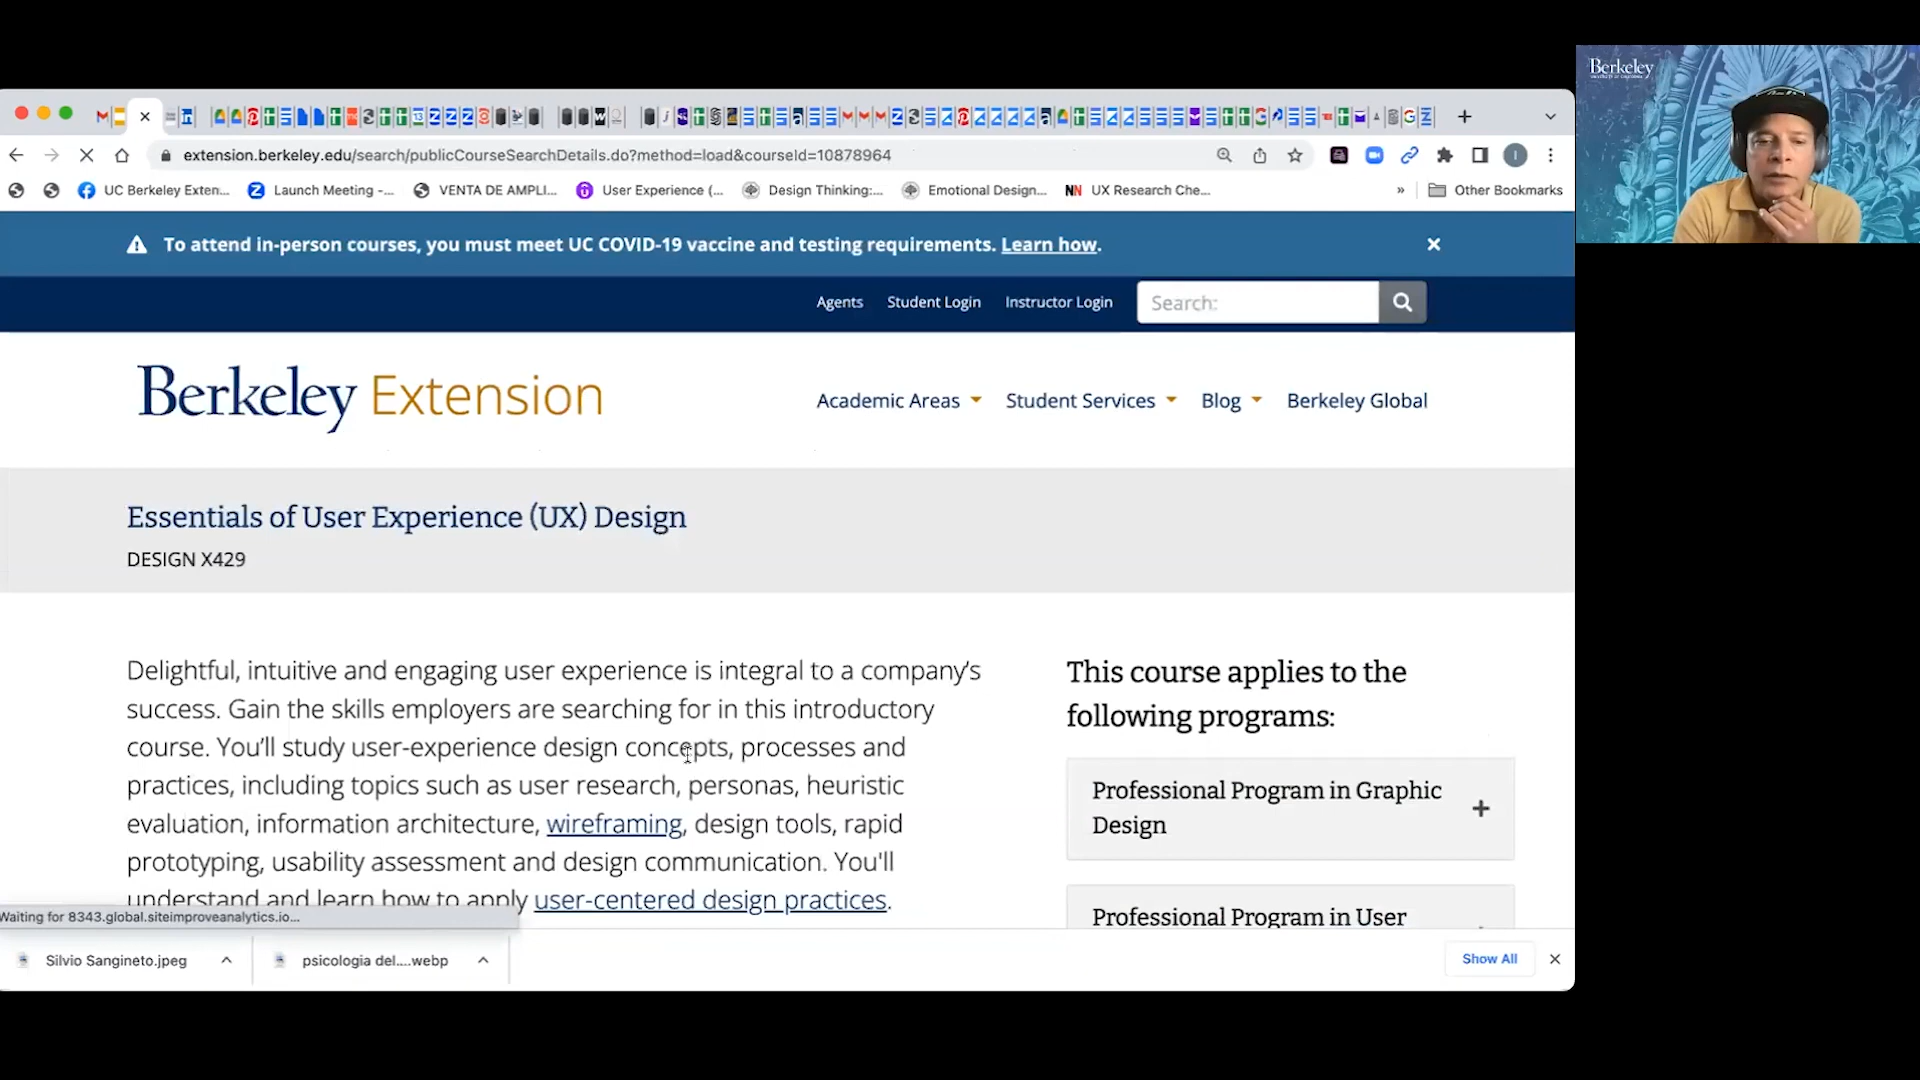 Berkeley
extension.berkeley.edu/search/publicCourseSearchDetails.do?method=load&courseId=10878964
UC Berkeley Exten...
Launch Meeting -...
VENTA DE AMPLI...
User Experience (...
Design Thinking:...
Emotional Design...
UX Research Che...
»
Other Bookmarks
To attend in-person courses, you must meet UC COVID-19 vaccine and testing requirements. Learn how.
Agents
Student Login
Instructor Login
Search:
Berkeley Extension
Academic Areas
Student Services
Blog
Berkeley Global
Essentials of User Experience (UX) Design
DESIGN X429
Delightful, intuitive and engaging user experience is integral to a company's
success. Gain the skills employers are searching for in this introductory
course. You'll study user-experience design concepts, processes and
practices, including topics such as user research, personas, heuristic
evaluation, information architecture, wireframing, design tools, rapid
prototyping, usability assessment and design communication. You'll
understand and learn how to apply user-centered design practices.
This course applies to the
following programs:
Professional Program in Graphic
Design
Professional Program in User
Waiting for 8343.global.siteimproveanalytics.io...
Silvio Sangineto.jpeg
psicologia del....webp
Show All